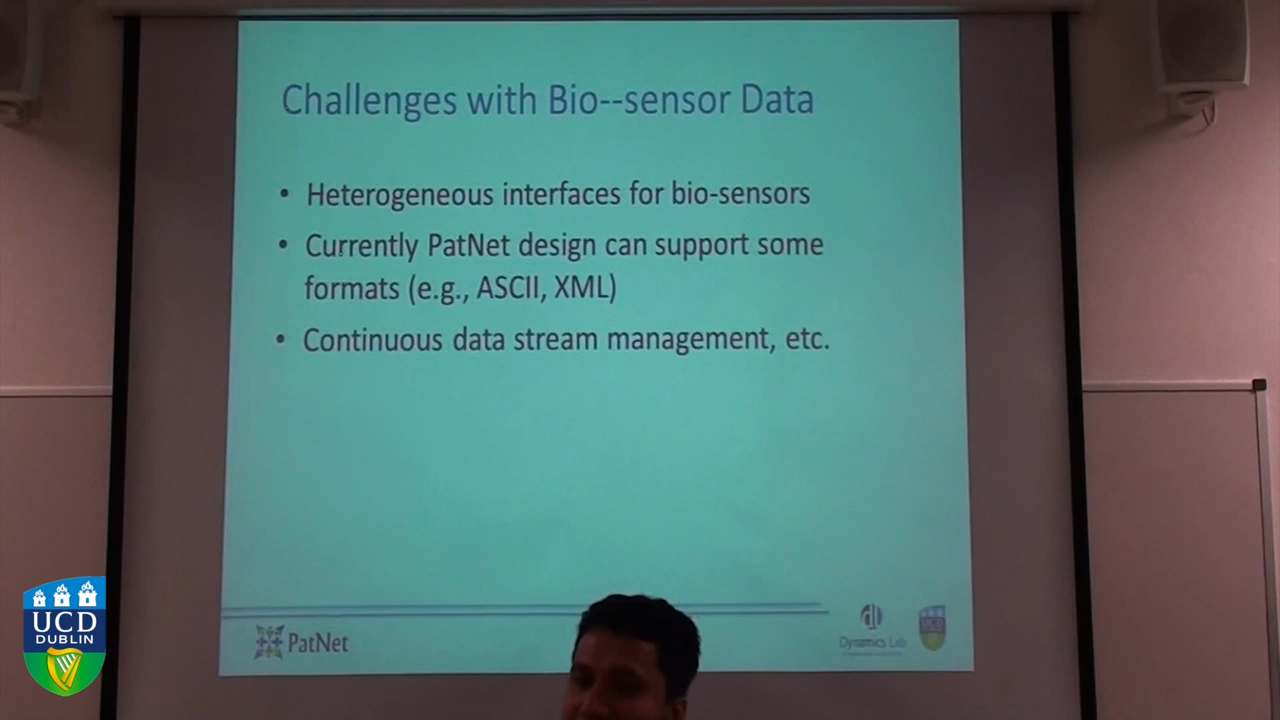 Challenges with Bio--sensor Data
• Heterogeneous interfaces for bio-sensors
• Currently PatNet design can support some
formats (e.g., ASCII, XML)
• Continuous data stream management, etc.
PatNet
Dynamics Lab
UCD
UCD
DUBLIN